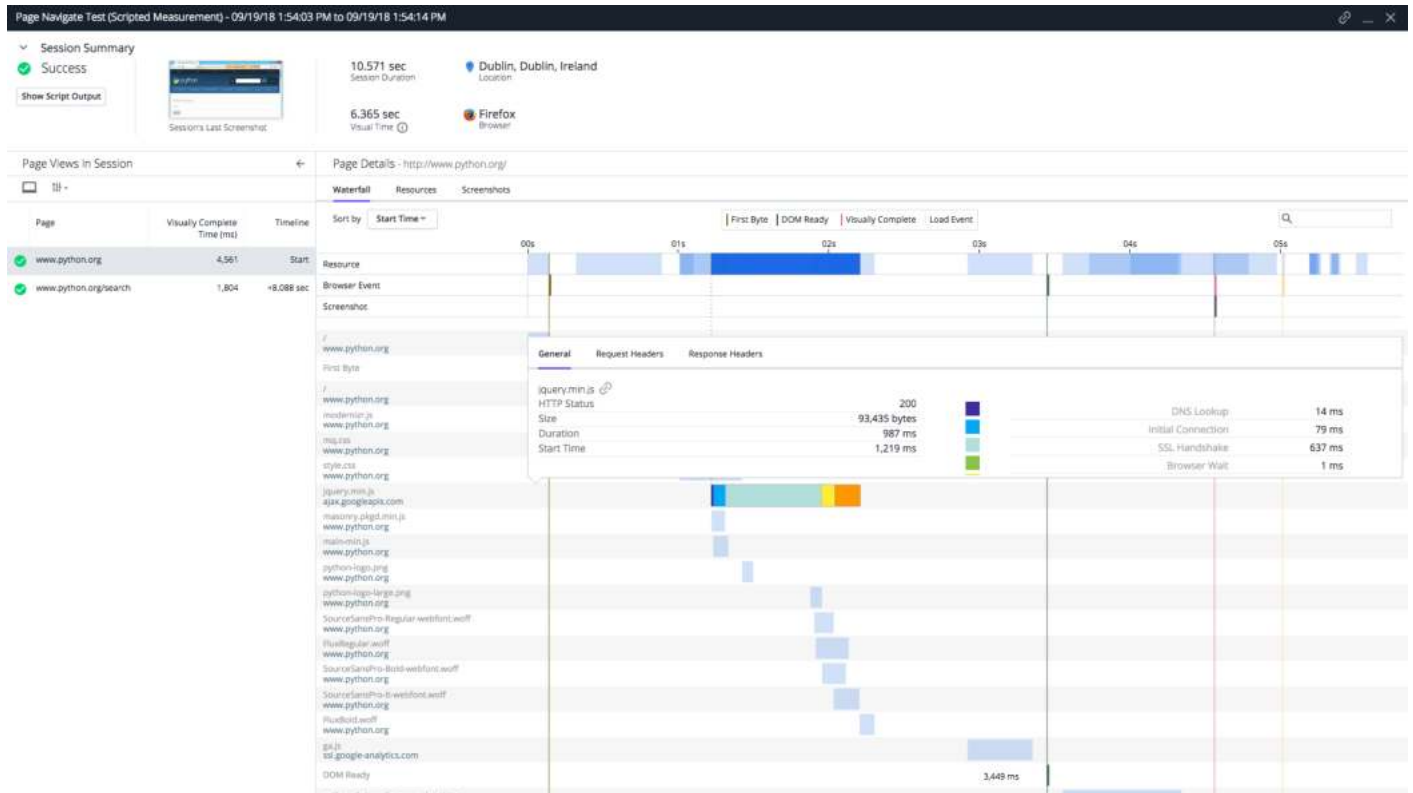 Page Navigate Test (Scripted Measurement) - 09/19/18 1:54:03 PM to 09/19/18 1:54:14 PM
Session Summary
Success
Show Script Output
python
Session's Last Screenshot
10.571 sec
Session Duration
6.365 sec
Visual Time
Dublin, Dublin, Ireland
Location
Firefox
Browser
Page Views in Session
Page
Visually Complete
Time (ms)
Timeline
www.python.org 4,561 Start
www.python.org/search 1,804 +8.088 sec
Page Details - http://www.python.org/
Waterfall Resources Screenshots
Sort by Start Time
First Byte DOM Ready Visually Complete Load Event
00s 01s 02s 03s 04s 05s
Resource
Browser Event
Screenshot
/
www.python.org
First Byte
/
www.python.org
modernizr.js
www.python.org
mq.css
www.python.org
style.css
www.python.org
jquery.min.js
ajax.googleapis.com
masonry.pkgd.min.js
www.python.org
main-min.js
www.python.org
python-logo.png
www.python.org
python-logo-large.png
www.python.org
SourceSansPro-Regular-webfont.woff
www.python.org
FluxRegular.woff
www.python.org
SourceSansPro-Bold-webfont.woff
www.python.org
SourceSansPro-It-webfont.woff
www.python.org
FluxBold.woff
www.python.org
ga.js
ssl.google-analytics.com
DOM Ready 3,449 ms
General Request Headers Response Headers
jquery.min.js
HTTP Status 200
Size 93,435 bytes
Duration 987 ms
Start Time 1,219 ms
DNS Lookup 14 ms
Initial Connection 79 ms
SSL Handshake 637 ms
Browser Wait 1 ms